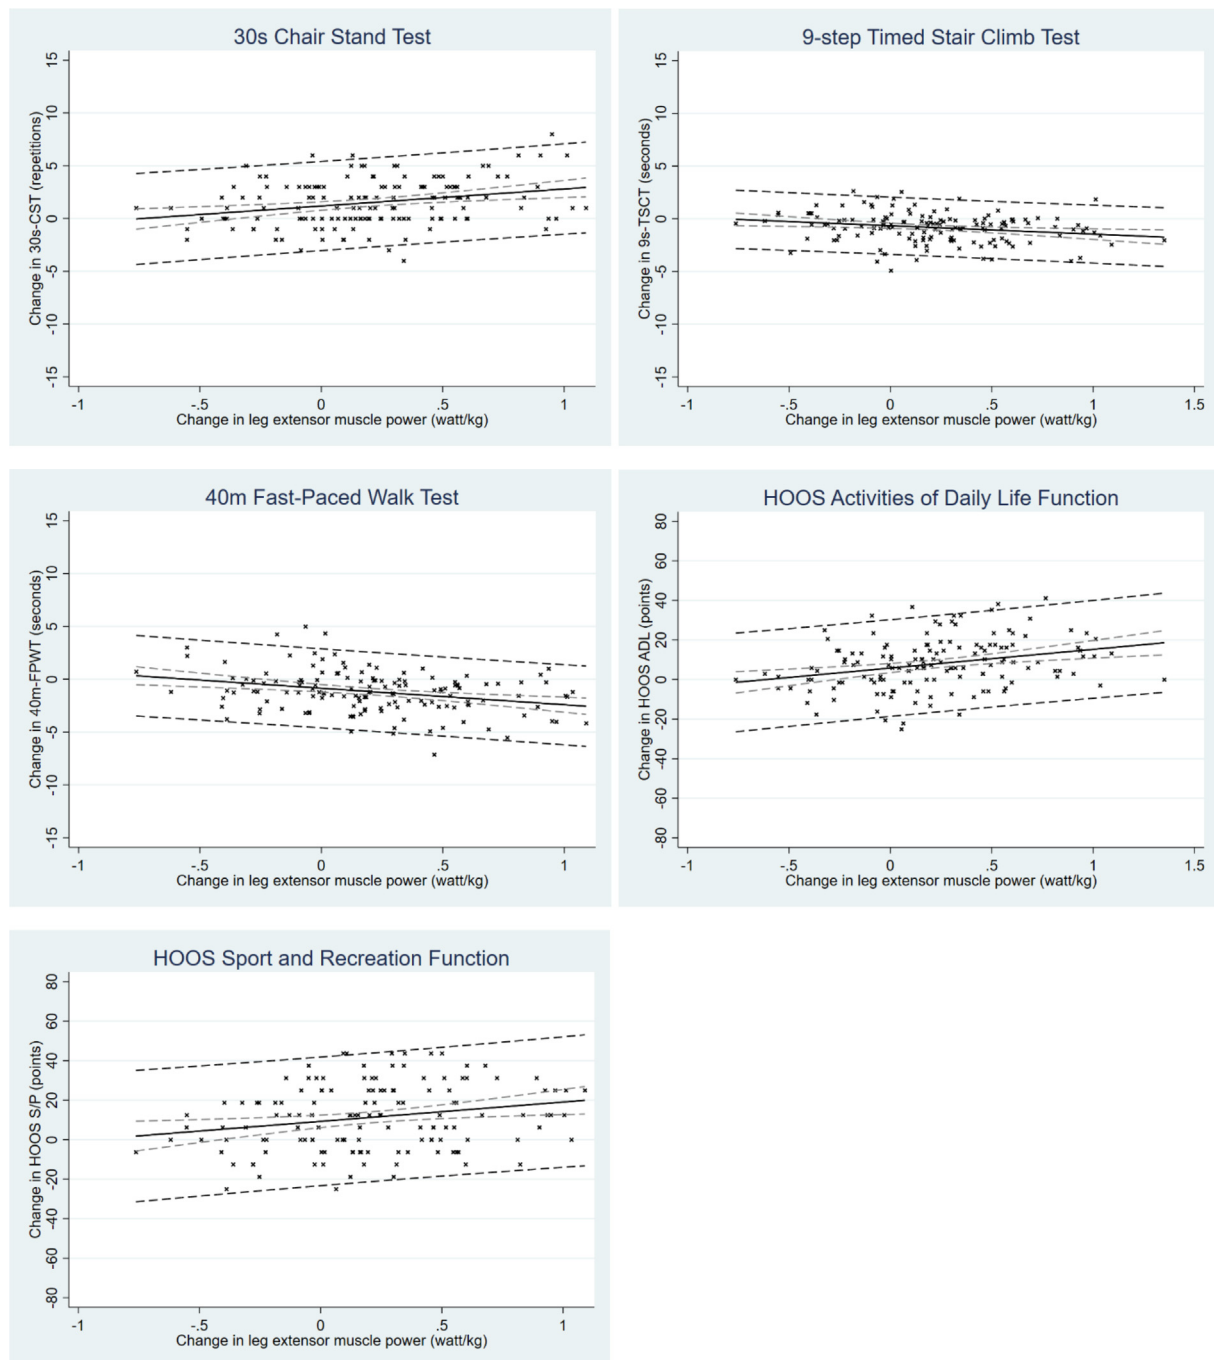 30s Chair Stand Test
Change in 30s-CST (repetitions)
15
10
5
0
-5
-10
-15
-1 -.5 0 .5 1
Change in leg extensor muscle power (watt/kg)
9-step Timed Stair Climb Test
Change in 9s-TSCT (seconds)
15
10
5
0
-5
-10
-15
-1 -.5 0 .5 1 1.5
Change in leg extensor muscle power (watt/kg)
40m Fast-Paced Walk Test
Change in 40m-FPWT (seconds)
15
10
5
0
-5
-10
-15
-1 -.5 0 .5 1
Change in leg extensor muscle power (watt/kg)
HOOS Activities of Daily Life Function
Change in HOOS ADL (points)
80
60
40
20
0
-20
-40
-60
-80
-1 -.5 0 .5 1 1.5
Change in leg extensor muscle power (watt/kg)
HOOS Sport and Recreation Function
Change in HOOS S/P (points)
80
60
40
20
0
-20
-40
-60
-80
-1 -.5 0 .5 1
Change in leg extensor muscle power (watt/kg)